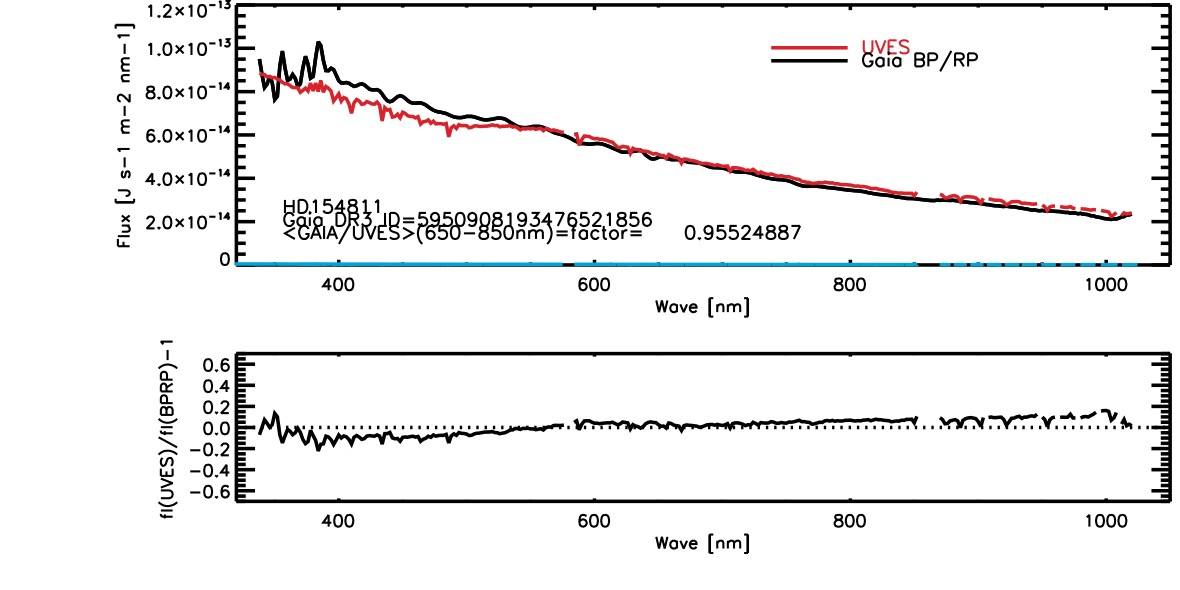 1.2×10−13
1.0×10−13
8.0×10−14
6.0×10−14
4.0×10−14
2.0×10−14
0
Flux [J s−1 m−2 nm−1]
UVES
Gaia BP/RP
HD154811
Gaia DR3 ID=5950908193476521856
<GAIA/UVES>(650−850nm)=factor= 0.95524887
400 600 800 1000
Wave [nm]
0.6
0.4
0.2
0.0
−0.2
−0.4
−0.6
fl(UVES)/fl(BPRP)−1
400 600 800 1000
Wave [nm]